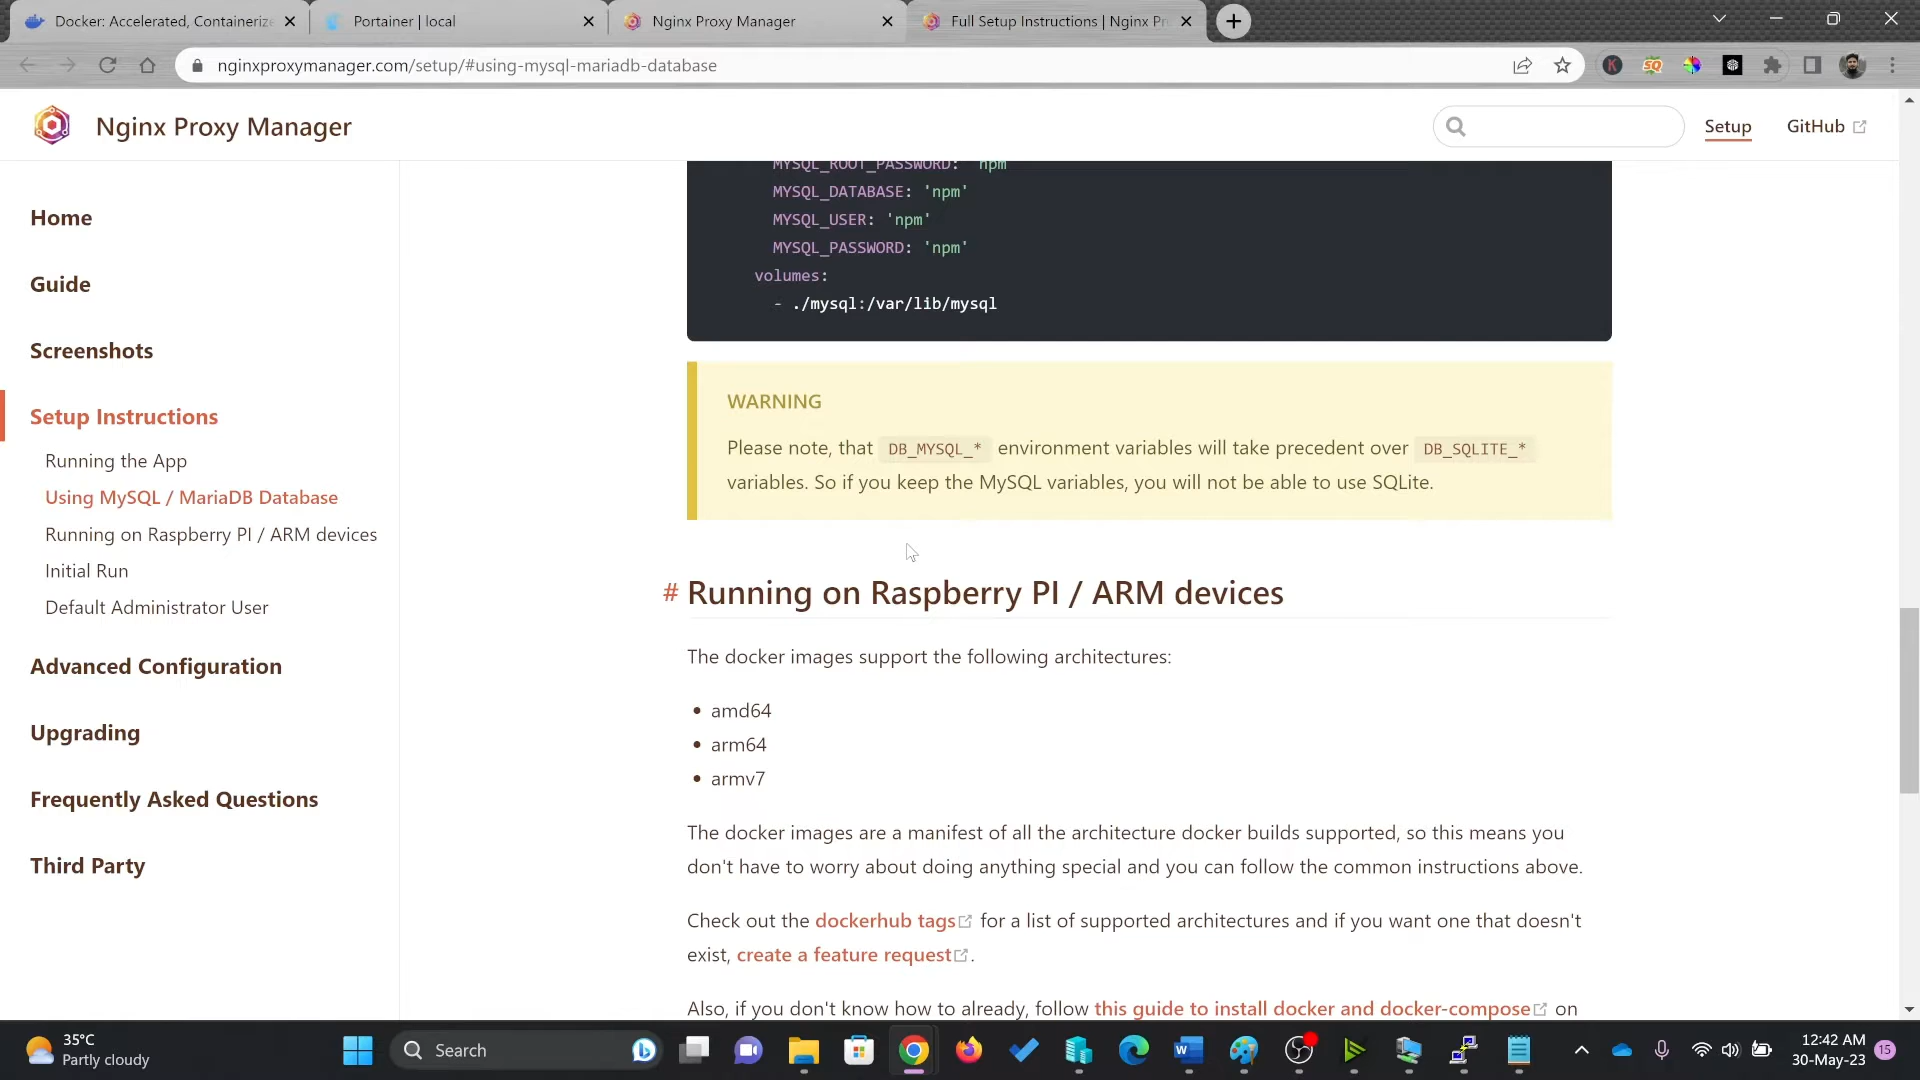 Docker: Accelerated, Containerize
Portainer | local
Nginx Proxy Manager
Full Setup Instructions | Nginx Pr
nginxproxymanager.com/setup/#using-mysql-mariadb-database
Nginx Proxy Manager
Setup
GitHub
Home
Guide
Screenshots
Setup Instructions
Running the App
Using MySQL / MariaDB Database
Running on Raspberry PI / ARM devices
Initial Run
Default Administrator User
Advanced Configuration
Upgrading
Frequently Asked Questions
Third Party
MYSQL_ROOT_PASSWORD: 'npm'
MYSQL_DATABASE: 'npm'
MYSQL_USER: 'npm'
MYSQL_PASSWORD: 'npm'
volumes:
- ./mysql:/var/lib/mysql
WARNING
Please note, that DB_MYSQL_* environment variables will take precedent over DB_SQLITE_*
variables. So if you keep the MySQL variables, you will not be able to use SQLite.
# Running on Raspberry PI / ARM devices
The docker images support the following architectures:
• amd64
• arm64
• armv7
The docker images are a manifest of all the architecture docker builds supported, so this means you
don't have to worry about doing anything special and you can follow the common instructions above.
Check out the dockerhub tags for a list of supported architectures and if you want one that doesn't
exist, create a feature request.
Also, if you don't know how to already, follow this guide to install docker and docker-compose on
35°C
Partly cloudy
Search
12:42 AM
30-May-23
15